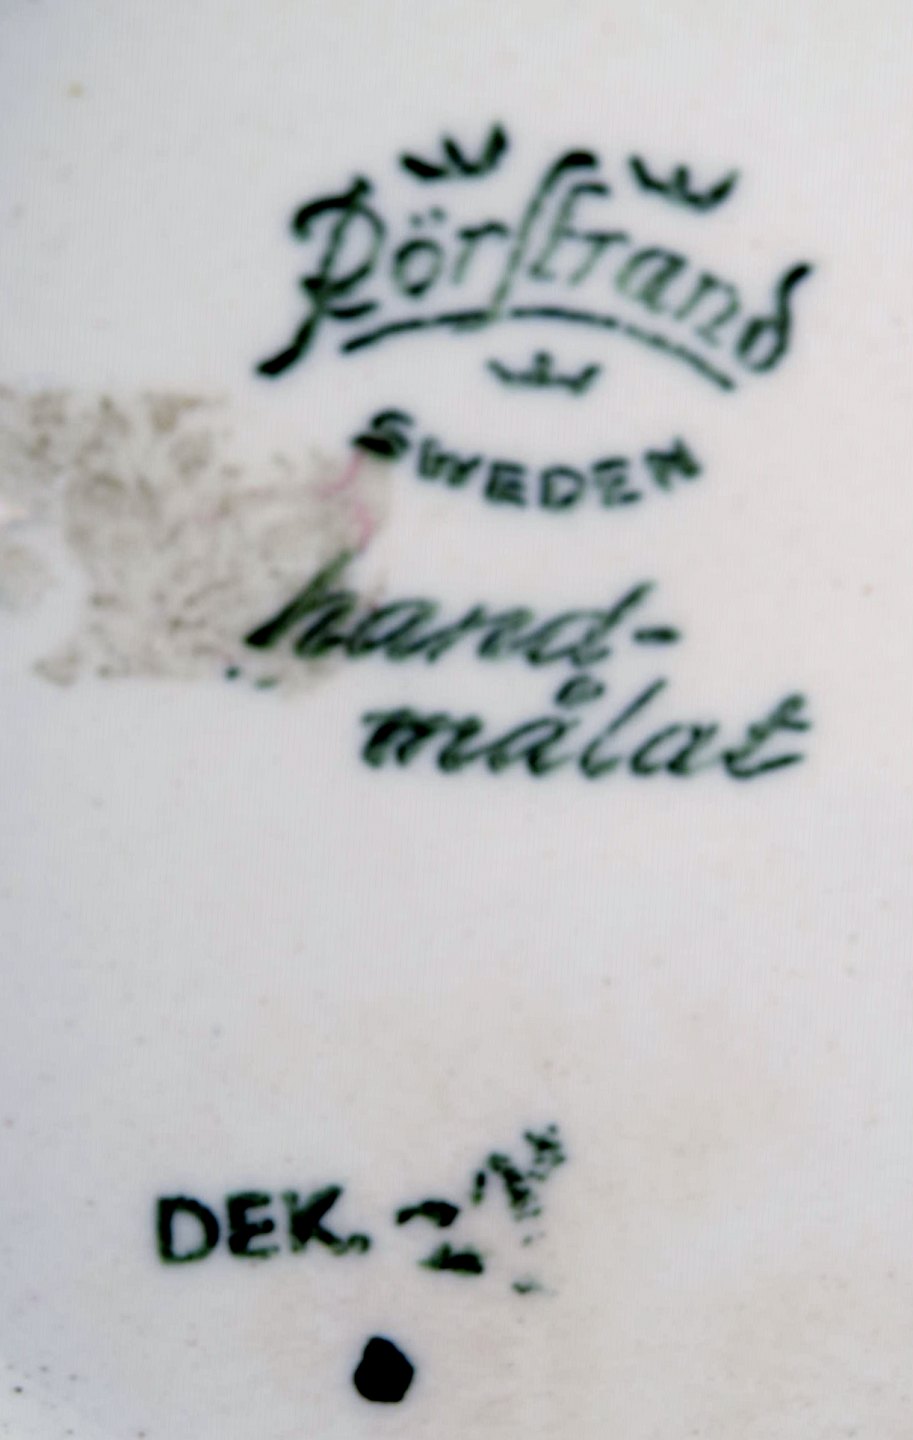 Rörstrand
SWEDEN
hand-
målat
DEK.